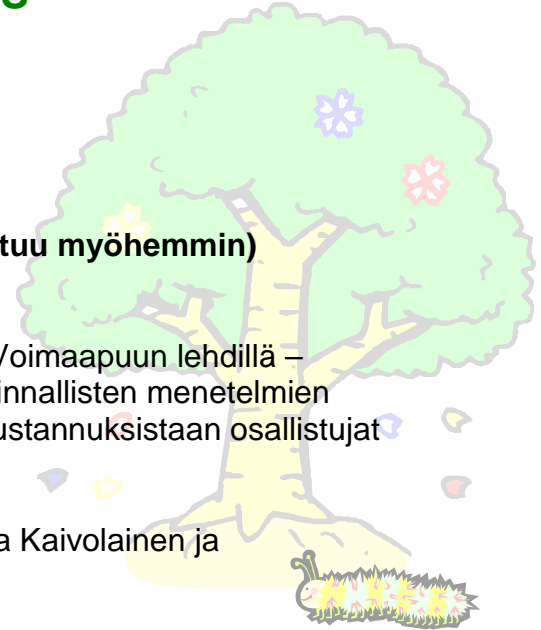 tuu myöhemmin)
Voimaapuun lehdillä –
innallisten menetelmien
ustannuksistaan osallistujat
a Kaivolainen ja